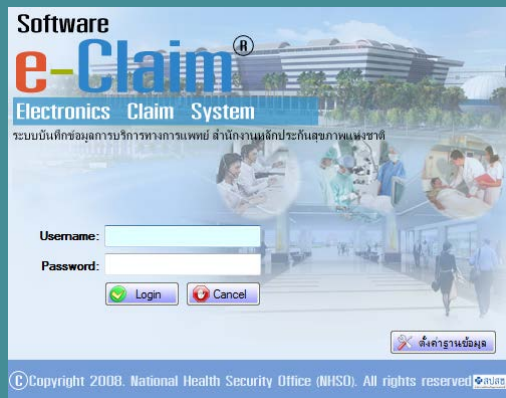 Software
e-Claim®
Electronics Claim System
ระบบบันทึกข้อมูลการบริการทางการแพทย์ สำนักงานหลักประกันสุขภาพแห่งชาติ
Username:
Password:
Login Cancel
ตั้งค่าฐานข้อมูล
©Copyright 2008. National Health Security Office (NHSO). All rights reserved สปสช